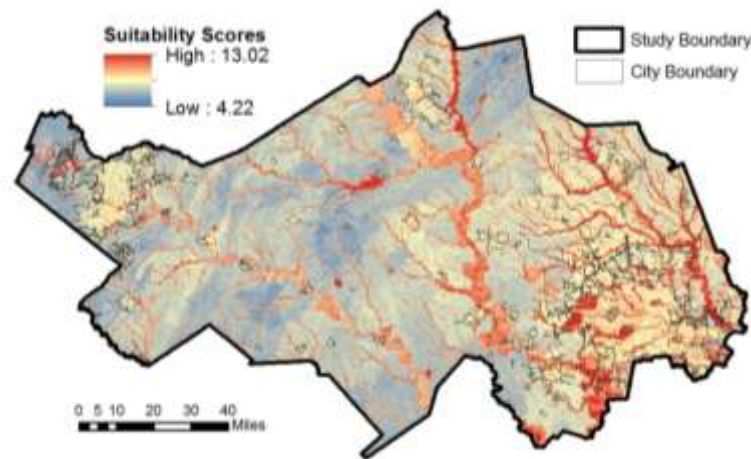 Suitability Scores
High : 13.02
Low : 4.22
Study Boundary
City Boundary
0 5 10 20 30 40
Miles